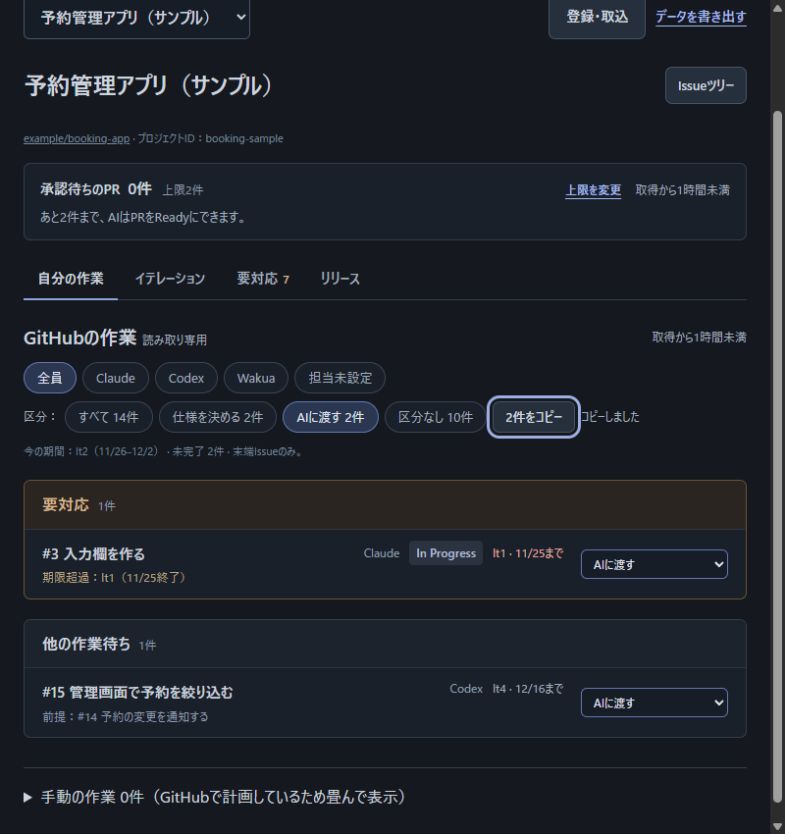 予約管理アプリ（サンプル） 登録・取込 データを書き出す
予約管理アプリ（サンプル） Issueツリー
example/booking-app · プロジェクトID：booking-sample
承認待ちのPR 0件 上限2件 上限を変更 取得から1時間未満
あと2件まで、AIはPRをReadyにできます。
自分の作業 イテレーション 要対応 7 リリース
GitHubの作業 読み取り専用 取得から1時間未満
全員 Claude Codex Wakua 担当未設定
区分： すべて 14件 仕様を決める 2件 AIに渡す 2件 区分なし 10件 2件をコピー コピーしました
今の期間：It2（11/26–12/2） · 未完了 2件 · 末端Issueのみ。
要対応 1件
#3 入力欄を作る Claude In Progress It1 · 11/25まで AIに渡す
期限超過：It1（11/25終了）
他の作業待ち 1件
#15 管理画面で予約を絞り込む Codex It4 · 12/16まで AIに渡す
前提：#14 予約の変更を通知する
▶ 手動の作業 0件（GitHubで計画しているため畳んで表示）